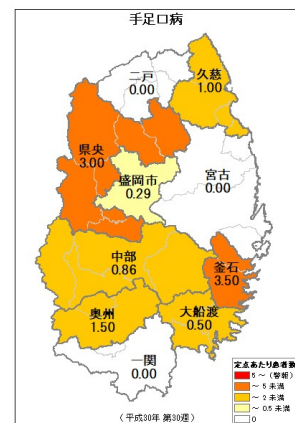 手足口病
二戸
0.00
久慈
1.00
県央
3.00
盛岡市
0.29
宮古
0.00
中部
0.86
釜石
3.50
奥州
1.50
大船渡
0.50
一関
0.00
定点あたり患者数
5 ～ (警報)
～ 5 未満
～ 2 未満
～ 0.5 未満
0
(平成30年 第30週)